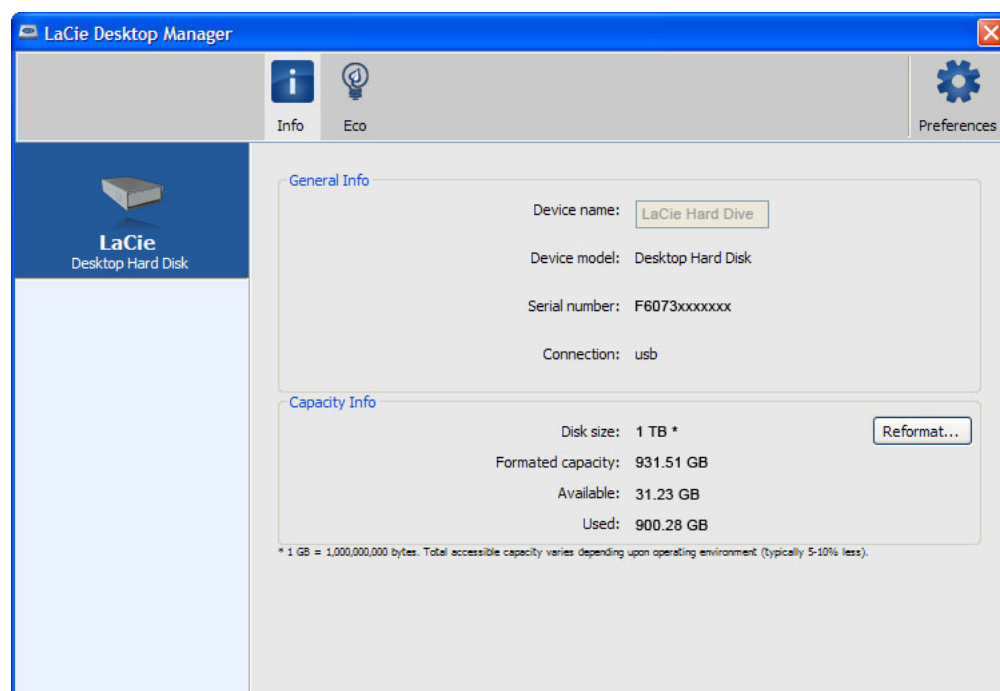 LaCie Desktop Manager
Info
Eco
Preferences
LaCie
Desktop Hard Disk
General Info
Device name: LaCie Hard Dive
Device model: Desktop Hard Disk
Serial number: F6073xxxxxxx
Connection: usb
Capacity Info
Disk size: 1 TB *
Reformat...
Formated capacity: 931.51 GB
Available: 31.23 GB
Used: 900.28 GB
* 1 GB = 1,000,000,000 bytes. Total accessible capacity varies depending upon operating environment (typically 5-10% less).